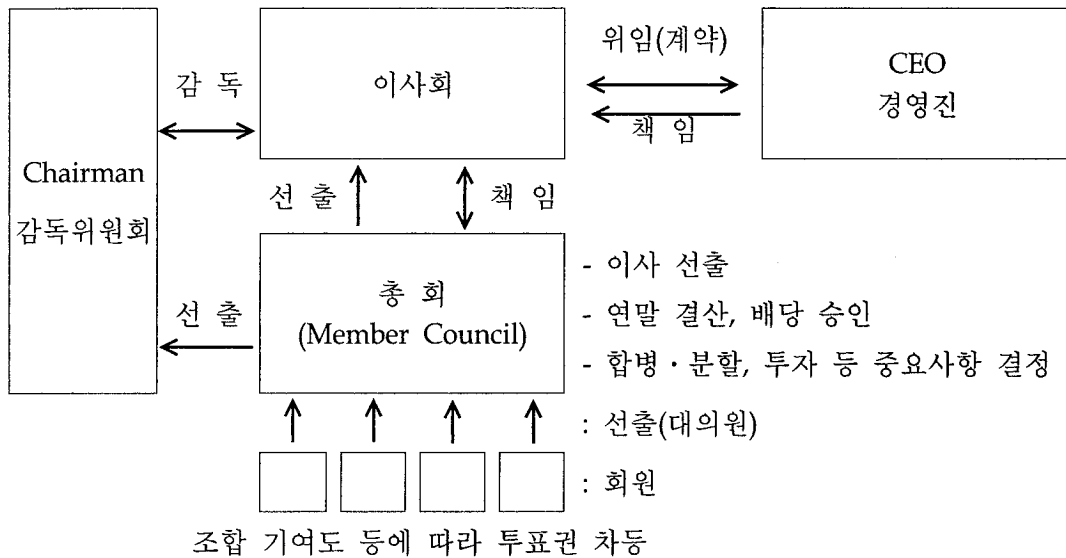 위임(계약)
감 독
이사회
CEO
경영진
책 임
Chairman
감독위원회
선 출
책 임
- 이사 선출
총 회
(Member Council)
선 출
- 연말 결산, 배당 승인
- 합병·분할, 투자 등 중요사항 결정
: 선출(대의원)
: 회원
조합 기여도 등에 따라 투표권 차등